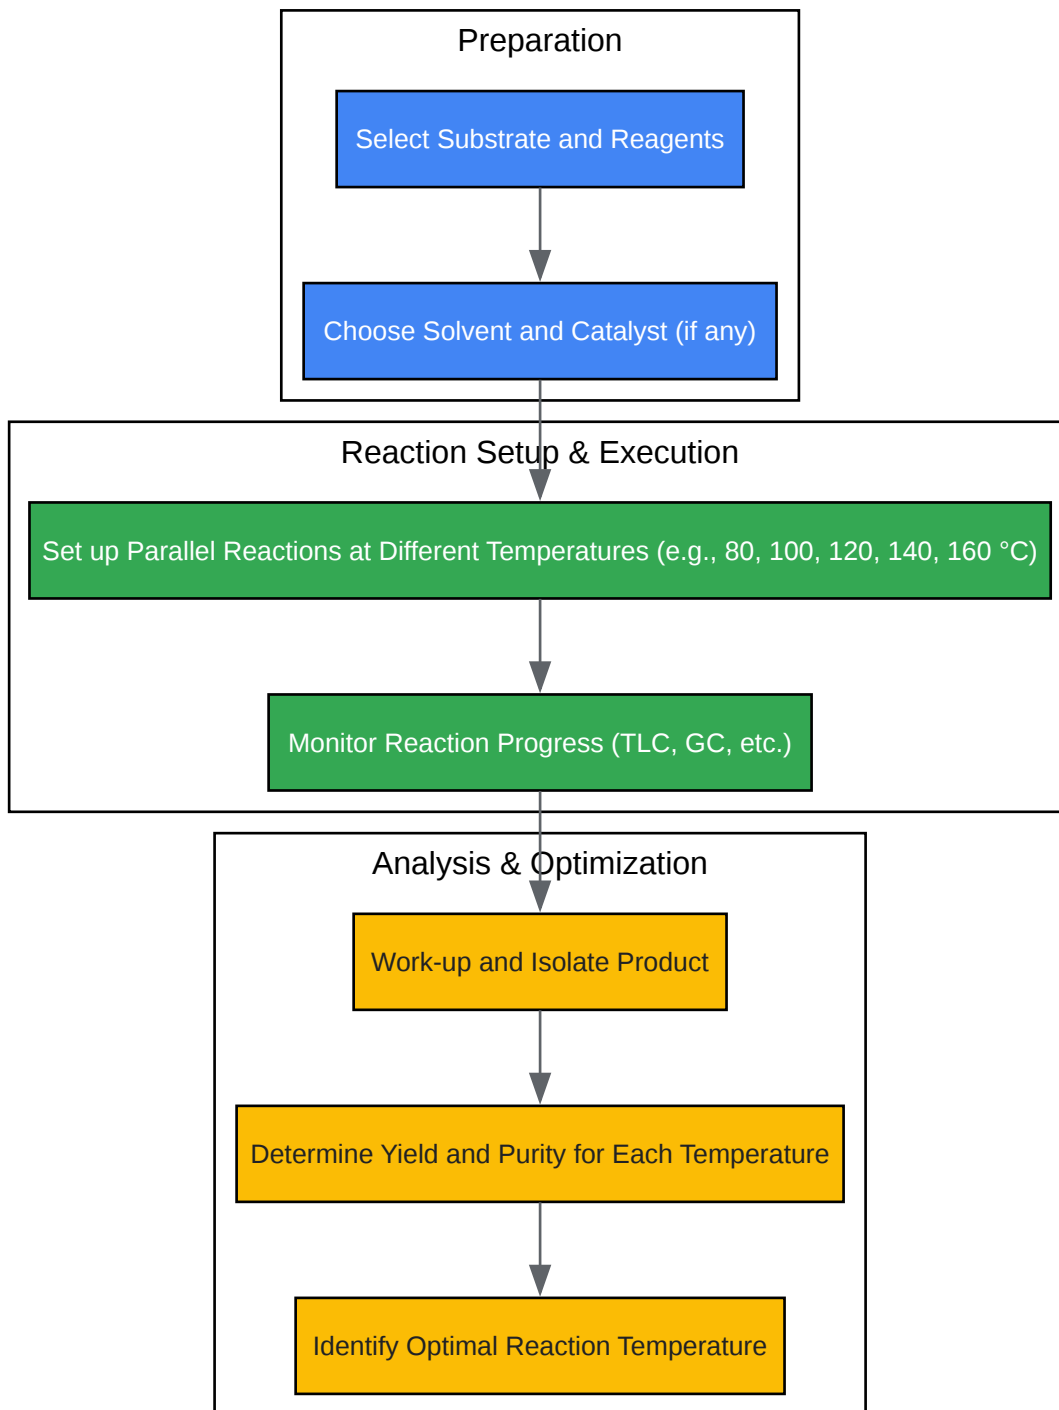 Preparation
Select Substrate and Reagents
Choose Solvent and Catalyst (if any)
Reaction Setup & Execution
Set up Parallel Reactions at Different Temperatures (e.g., 80, 100, 120, 140, 160 °C)
Monitor Reaction Progress (TLC, GC, etc.)
Analysis & Optimization
Work-up and Isolate Product
Determine Yield and Purity for Each Temperature
Identify Optimal Reaction Temperature